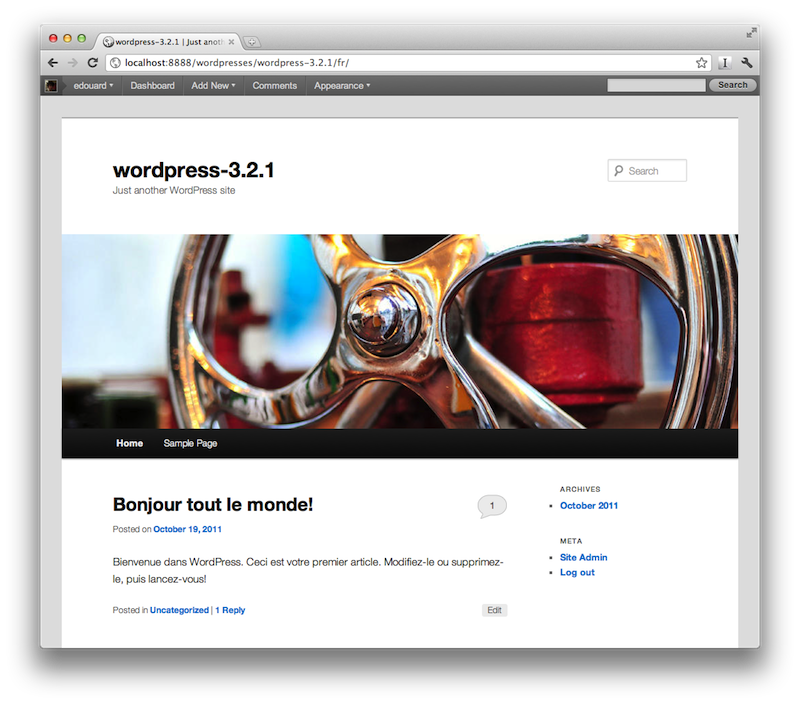 wordpress-3.2.1 | Just anoth
localhost:8888/wordpresses/wordpress-3.2.1/fr/
edouard Dashboard Add New Comments Appearance Search
wordpress-3.2.1
Just another WordPress site
Search
Home Sample Page
Bonjour tout le monde!
1
Posted on October 19, 2011
Bienvenue dans WordPress. Ceci est votre premier article. Modifiez-le ou supprimez-
le, puis lancez-vous!
Posted in Uncategorized | 1 Reply
Edit
ARCHIVES
October 2011
META
Site Admin
Log out